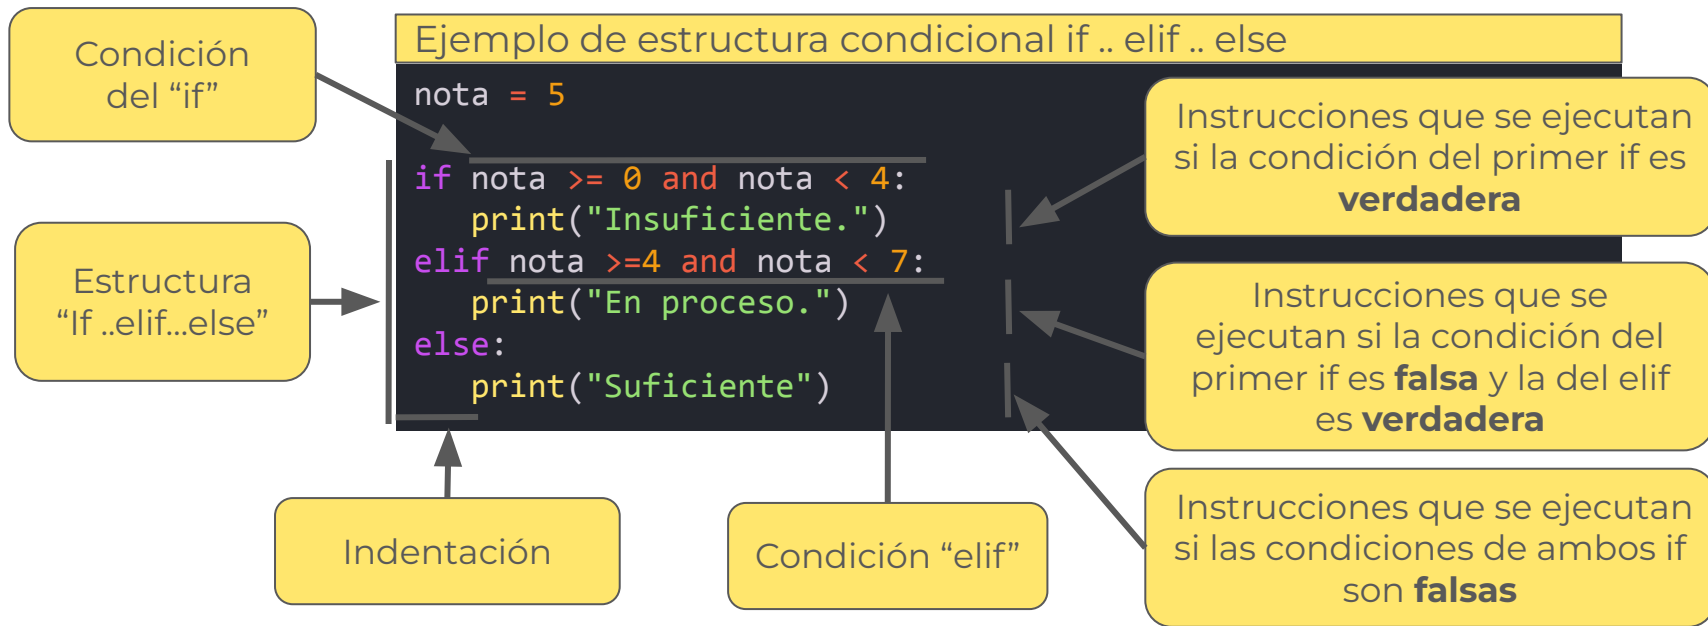 Condición
del “if”
Ejemplo de estructura condicional if .. elif .. else
nota = 5
if nota >= 0 and nota < 4:
print("Insuficiente.")
elif nota >=4 and nota < 7:
print("En proceso.")
else:
print("Suficiente")
Estructura
“If ..elif...else”
Instrucciones que se ejecutan
si la condición del primer if es
verdadera
Instrucciones que se
ejecutan si la condición del
primer if es falsa y la del elif
es verdadera
Instrucciones que se ejecutan
si las condiciones de ambos if
son falsas
Indentación
Condición “elif”